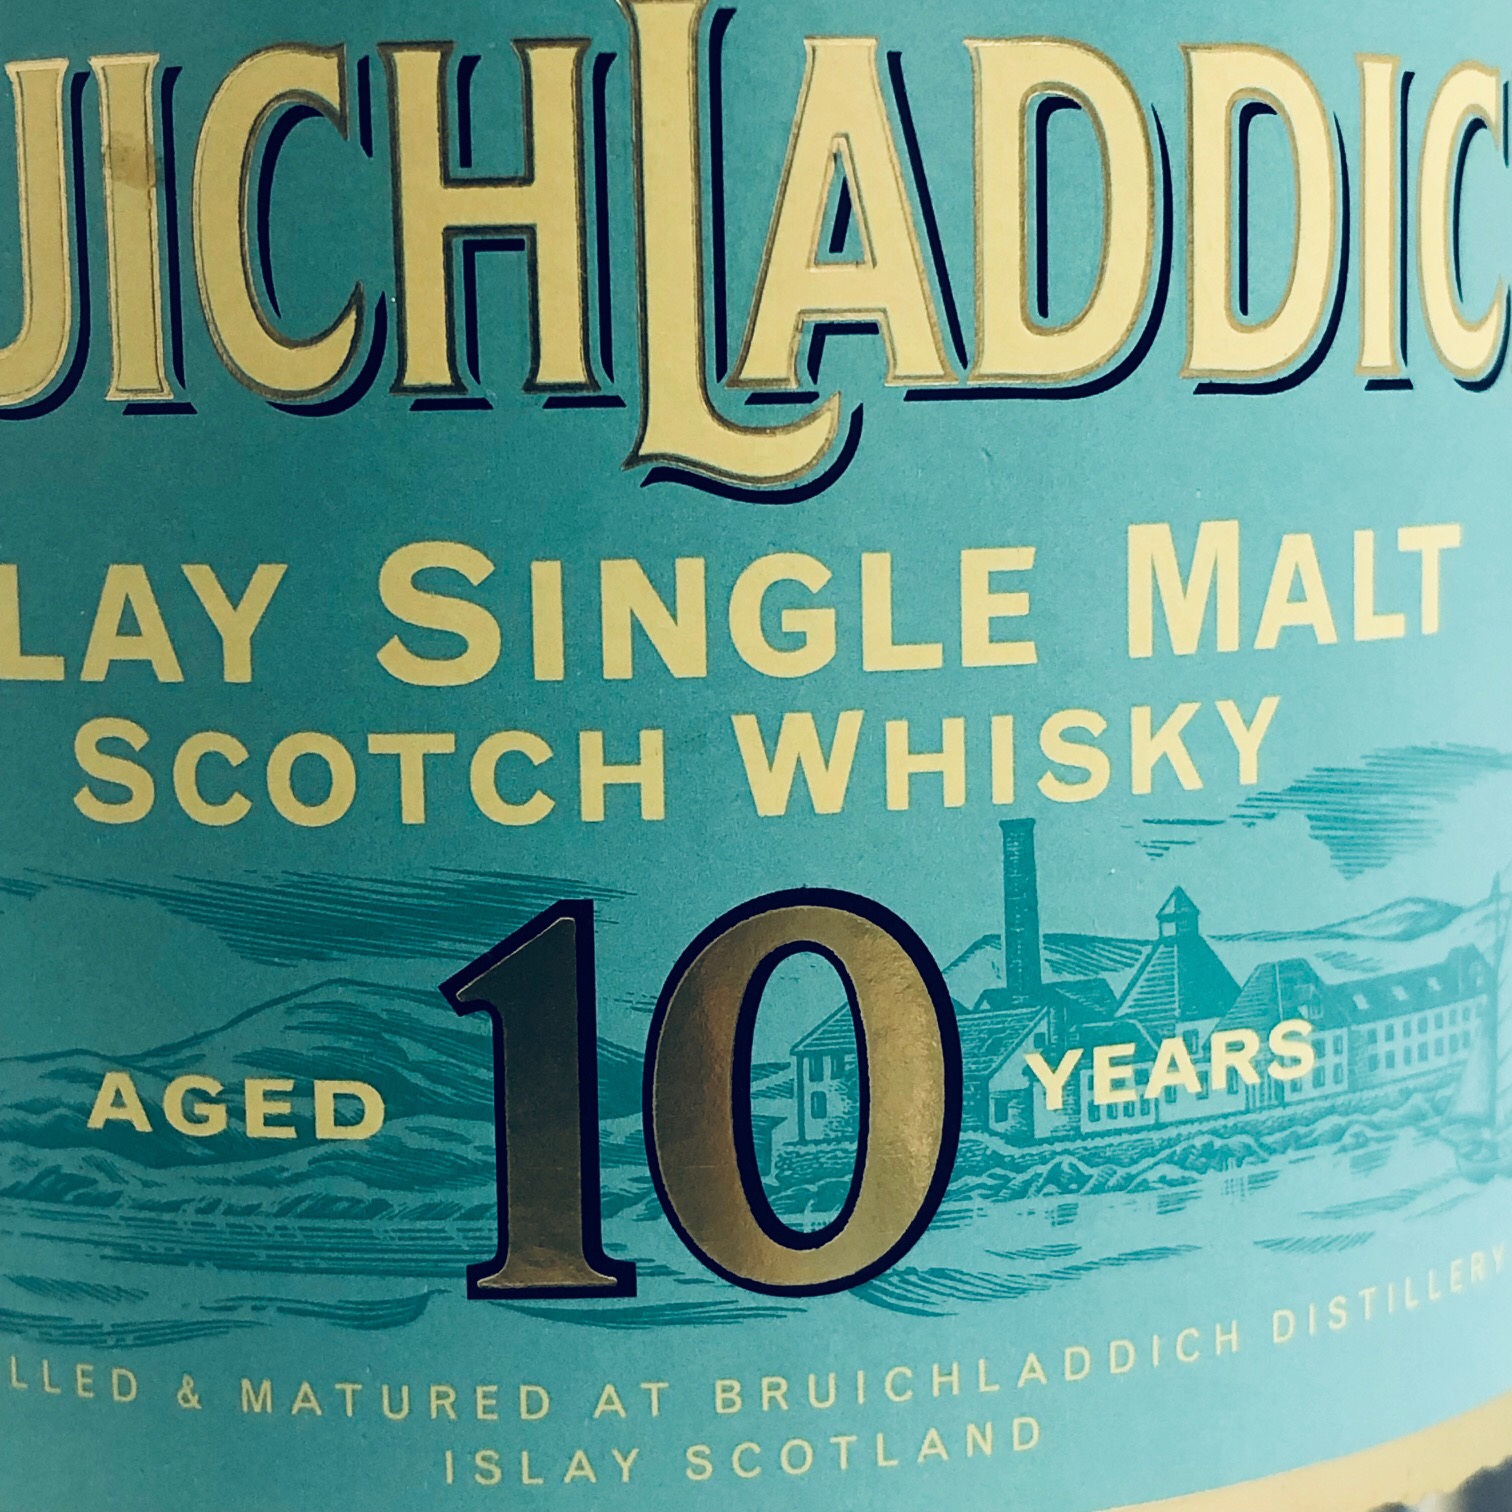 UICHLADDIC
LAY SINGLE MALT
SCOTCH WHISKY
AGED 10 YEARS
LLED & MATURED AT BRUICHLADDICH DISTILLERY
ISLAY SCOTLAND